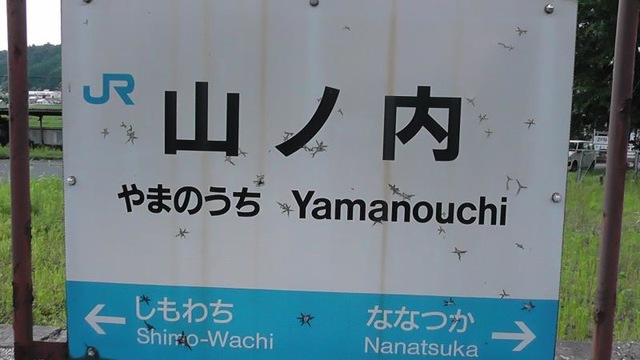 JR
山ノ内
やまのうち Yamanouchi
← しもわち ななつか →
Shimo-Wachi Nanatsuka